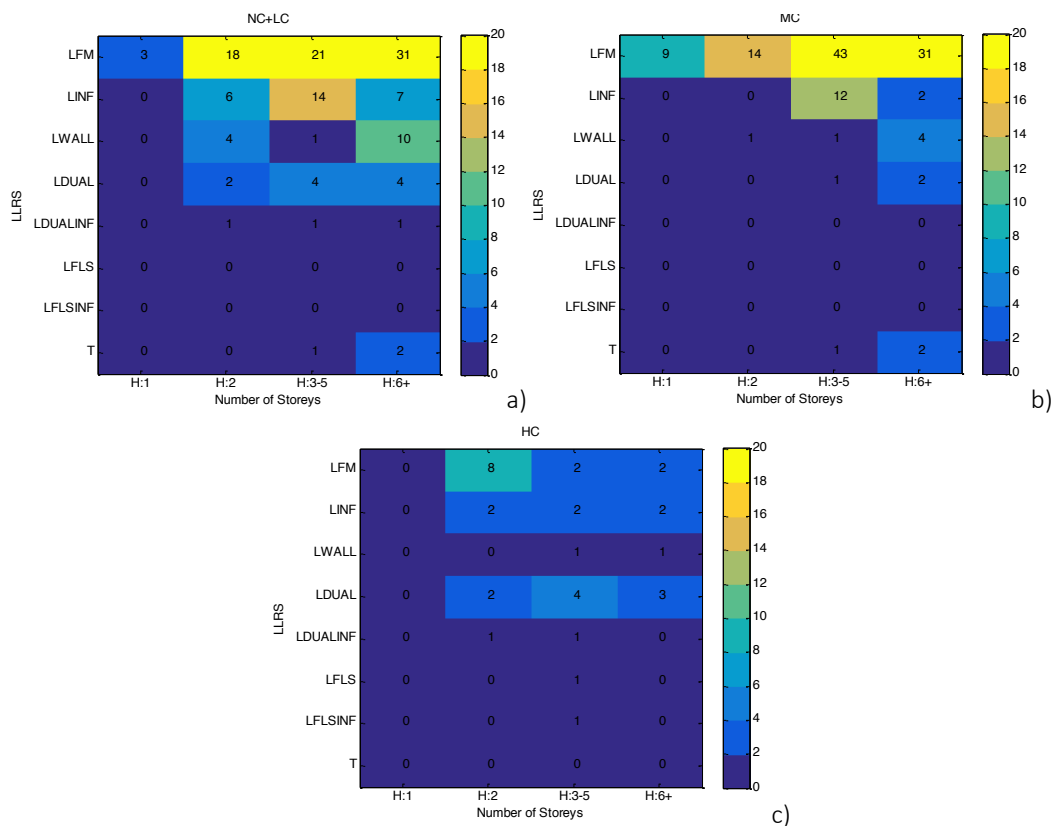 NC+LC
LFM 3 18 21 31
LINF 0 6 14 7
LWALL 0 4 1 10
LDUAL 0 2 4 4
LDUALINF 0 1 1 1
LFLS 0 0 0 0
LFLSINF 0 0 0 0
T 0 0 1 2
H:1 H:2 H:3-5 H:6+
Number of Storeys
LLRS
20
18
16
14
12
10
8
6
4
2
0
a)
MC
LFM 9 14 43 31
LINF 0 0 12 2
LWALL 0 1 1 4
LDUAL 0 0 1 2
LDUALINF 0 0 0 0
LFLS 0 0 0 0
LFLSINF 0 0 0 0
T 0 0 1 2
H:1 H:2 H:3-5 H:6+
Number of Storeys
LLRS
20
18
16
14
12
10
8
6
4
2
0
b)
HC
LFM 0 8 2 2
LINF 0 2 2 2
LWALL 0 0 1 1
LDUAL 0 2 4 3
LDUALINF 0 1 1 0
LFLS 0 0 1 0
LFLSINF 0 0 1 0
T 0 0 0 0
H:1 H:2 H:3-5 H:6+
Number of Storeys
LLRS
20
18
16
14
12
10
8
6
4
2
0
c)